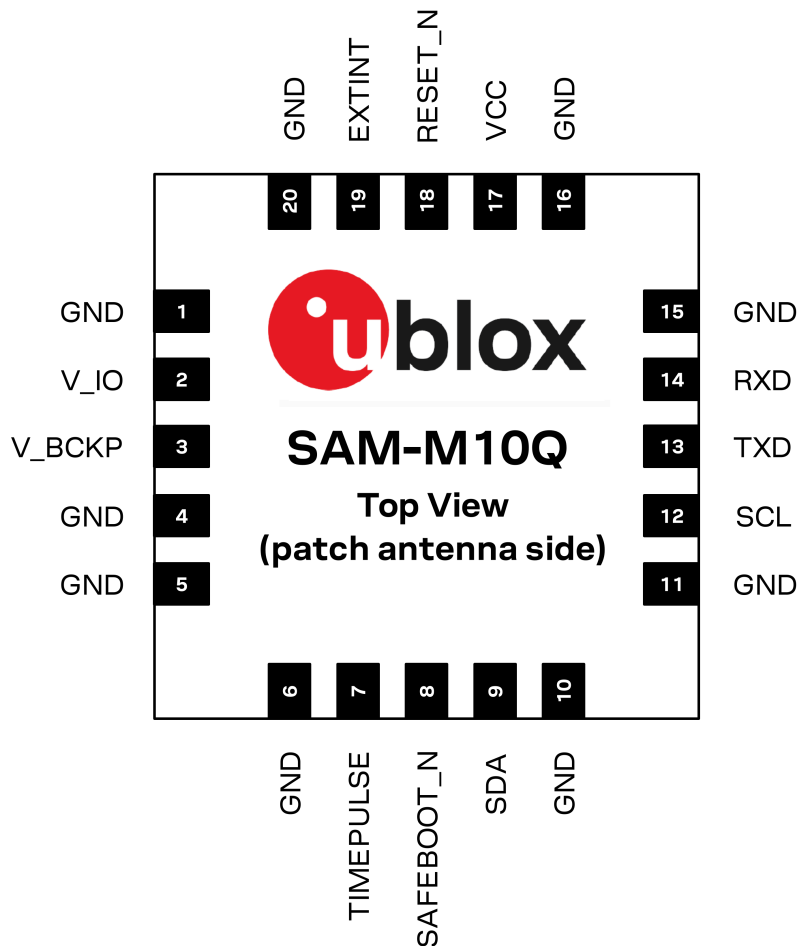 GND EXTINT RESET_N VCC GND
20 19 18 17 16
GND 1 15 GND
V_IO 2 14 RXD
V_BCKP 3 13 TXD
GND 4 12 SCL
GND 5 11 GND
ublox
SAM-M10Q
Top View
(patch antenna side)
6 7 8 9 10
GND TIMEPULSE SAFEBOOT_N SDA GND